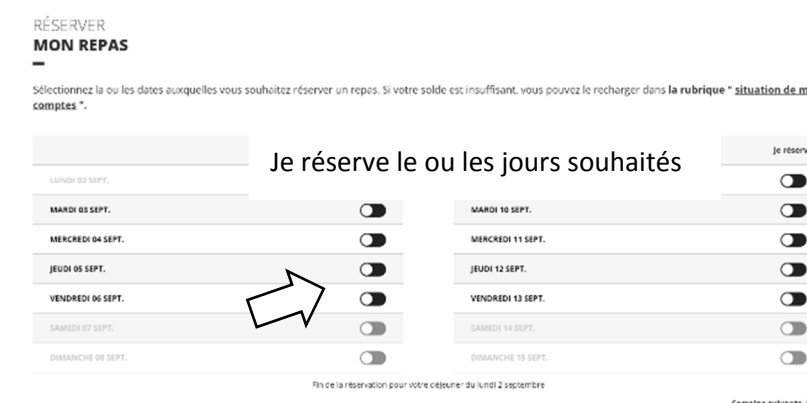 RÉSERVER
MON REPAS
Sélectionnez la ou les dates auxquelles vous souhaitez réserver un repas. Si votre solde est insuffisant, vous pouvez le recharger dans la rubrique " situation de m
comptes ".
Je réserve le ou les jours souhaités
Je réserv
LUNDI 02 SEPT.
MARDI 03 SEPT. MARDI 10 SEPT.
MERCREDI 04 SEPT. MERCREDI 11 SEPT.
JEUDI 05 SEPT. JEUDI 12 SEPT.
VENDREDI 06 SEPT. VENDREDI 13 SEPT.
SAMEDI 07 SEPT. SAMEDI 14 SEPT.
DIMANCHE 08 SEPT. DIMANCHE 15 SEPT.
Fin de la réservation pour votre déjeuner du lundi 2 septembre
Semaine suivante